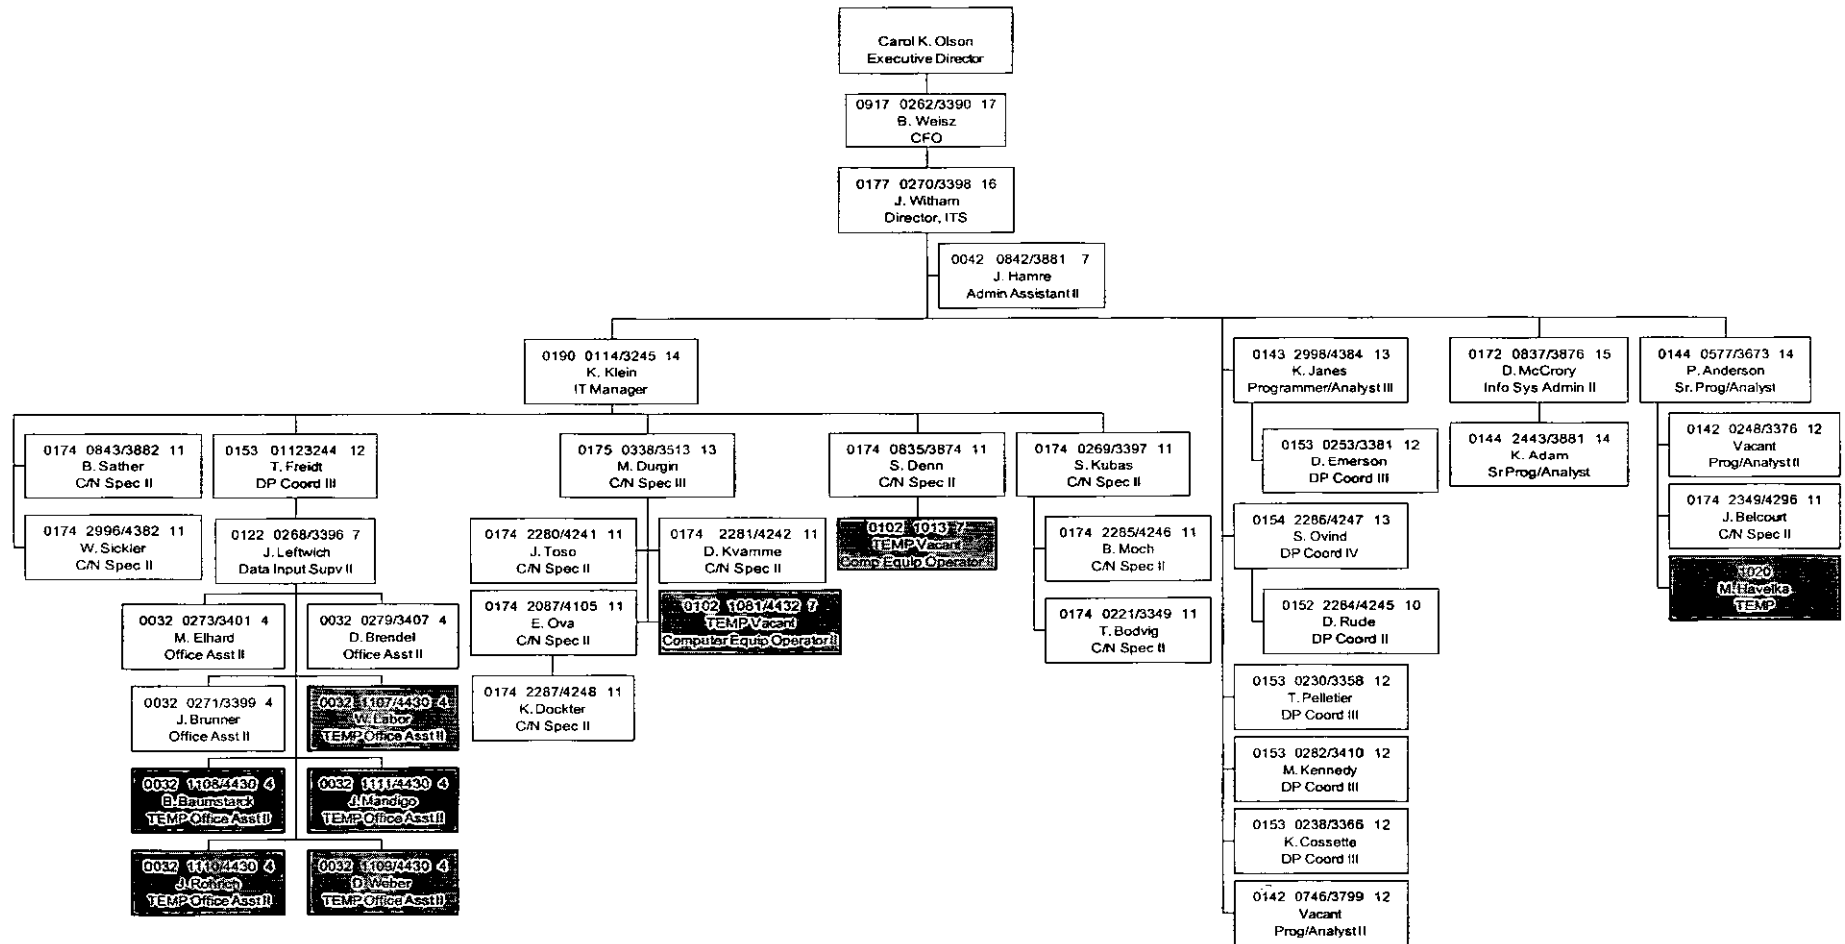 Carol K. Olson
Executive Director
0917 0262/3390 17
B. Weisz
CFO
0177 0270/3398 16
J. Witham
Director, ITS
0042 0842/3881 7
J. Hamre
Admin Assistant II
0190 0114/3245 14
K. Klein
IT Manager
0174 0843/3882 11
B. Sather
C/N Spec II
0174 2996/4382 11
W. Sickler
C/N Spec II
0153 01123244 12
T. Freidt
DP Coord III
0122 0268/3396 7
J. Leftwich
Data Input Supv II
0032 0273/3401 4
M. Elhard
Office Asst II
0032 0279/3407 4
D. Brendel
Office Asst II
0032 0271/3399 4
J. Brunner
Office Asst II
0032 1107/4430 4
W. Labor
TEMP Office Asst II
0032 1108/4430 4
B. Baumstarck
TEMP Office Asst II
0032 1111/4430 4
J. Mandigo
TEMP Office Asst II
0032 1110/4430 4
J. Rohrich
TEMP Office Asst II
0032 1109/4430 4
D. Weber
TEMP Office Asst II
0175 0338/3513 13
M. Durgin
C/N Spec III
0174 2280/4241 11
J. Toso
C/N Spec II
0174 2281/4242 11
D. Kvamme
C/N Spec II
0174 2087/4105 11
E. Ova
C/N Spec II
0102 1081/4432 7
TEMP Vacant
Computer Equip Operator II
0174 2287/4248 11
K. Dockter
C/N Spec II
0174 0835/3874 11
S. Denn
C/N Spec II
0102 1013 7
TEMP Vacant
Comp Equip Operator II
0174 0269/3397 11
S. Kubas
C/N Spec II
0174 2285/4246 11
B. Moch
C/N Spec II
0174 0221/3349 11
T. Bodvig
C/N Spec II
0143 2998/4384 13
K. Janes
Programmer/Analyst III
0153 0253/3381 12
D. Emerson
DP Coord III
0154 2286/4247 13
S. Ovind
DP Coord IV
0152 2284/4245 10
D. Rude
DP Coord II
0153 0230/3358 12
T. Pelletier
DP Coord III
0153 0282/3410 12
M. Kennedy
DP Coord III
0153 0238/3366 12
K. Cossette
DP Coord III
0142 0746/3799 12
Vacant
Prog/Analyst II
0172 0837/3876 15
D. McCrory
Info Sys Admin II
0144 2443/3881 14
K. Adam
Sr Prog/Analyst
0144 0577/3673 14
P. Anderson
Sr. Prog/Analyst
0142 0248/3376 12
Vacant
Prog/Analyst II
0174 2349/4296 11
J. Belcourt
C/N Spec II
1020
M. Havelka
TEMP